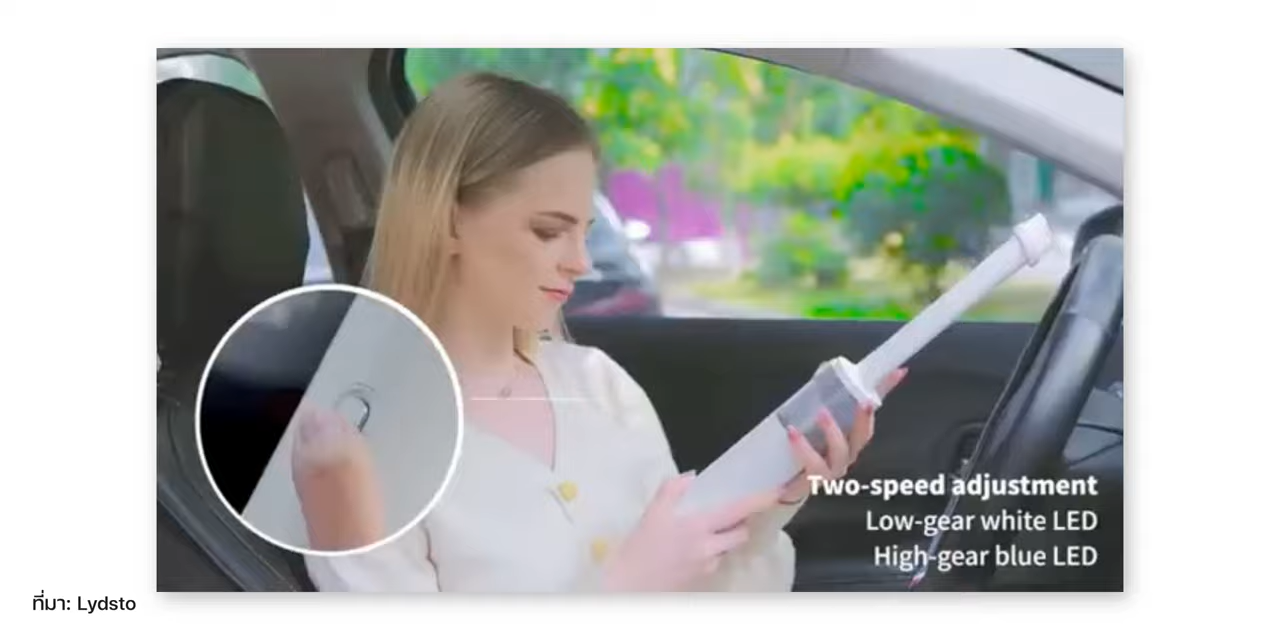 Two-speed adjustment
Low-gear white LED
High-gear blue LED
ที่มา: Lydsto